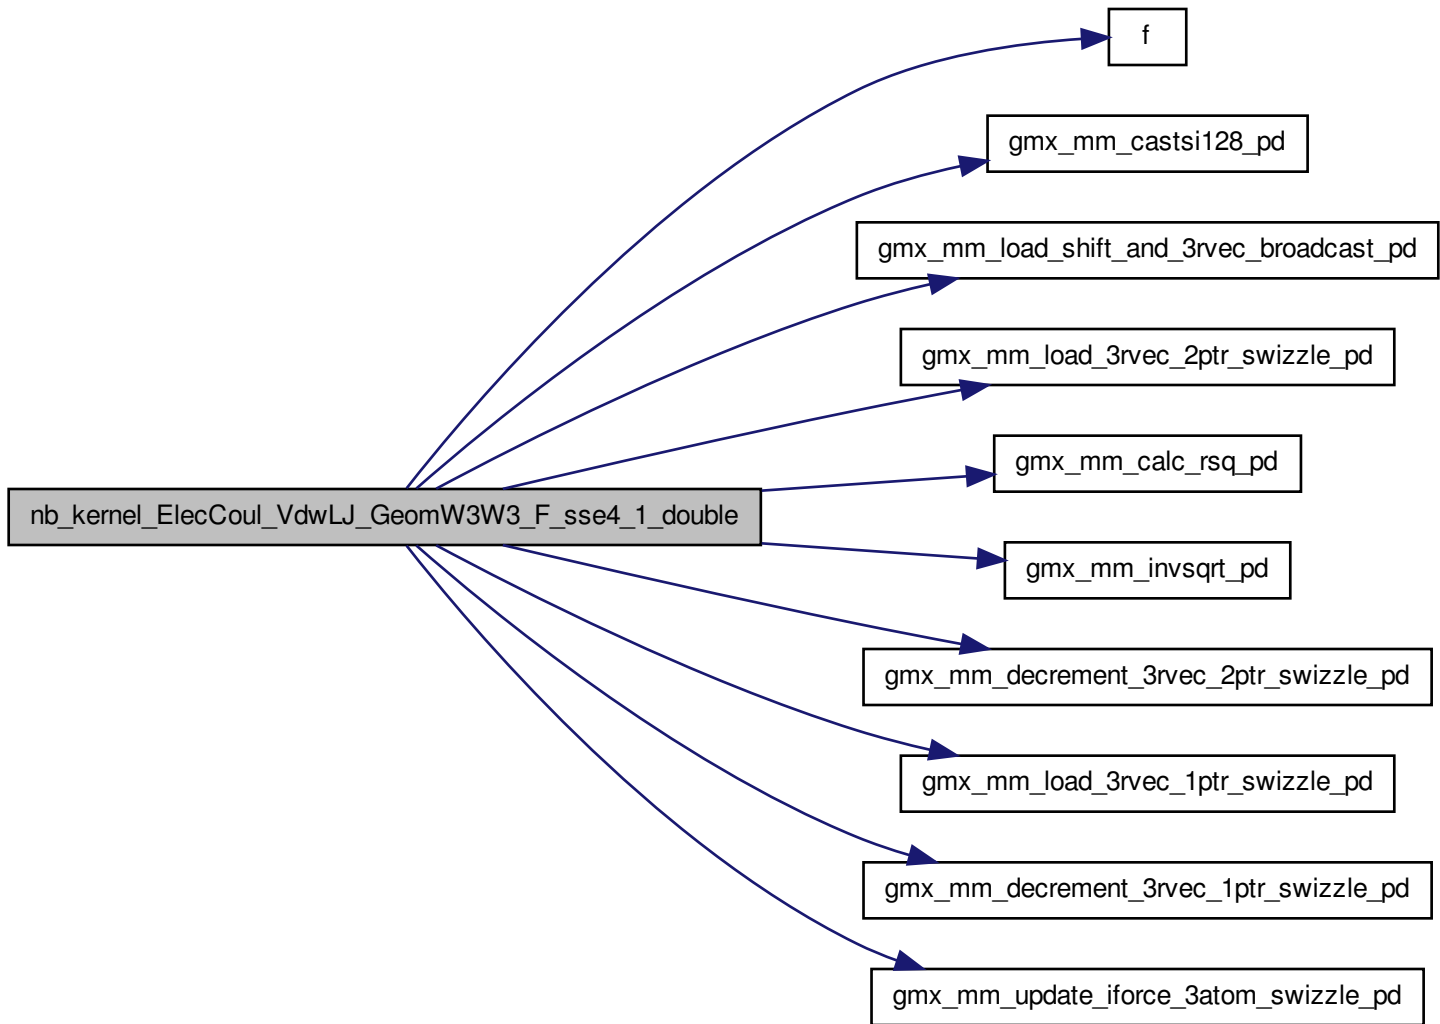 f
gmx_mm_castsi128_pd
gmx_mm_load_shift_and_3rvec_broadcast_pd
gmx_mm_load_3rvec_2ptr_swizzle_pd
gmx_mm_calc_rsq_pd
nb_kernel_ElecCoul_VdwLJ_GeomW3W3_F_sse4_1_double
gmx_mm_invsqrt_pd
gmx_mm_decrement_3rvec_2ptr_swizzle_pd
gmx_mm_load_3rvec_1ptr_swizzle_pd
gmx_mm_decrement_3rvec_1ptr_swizzle_pd
gmx_mm_update_iforce_3atom_swizzle_pd